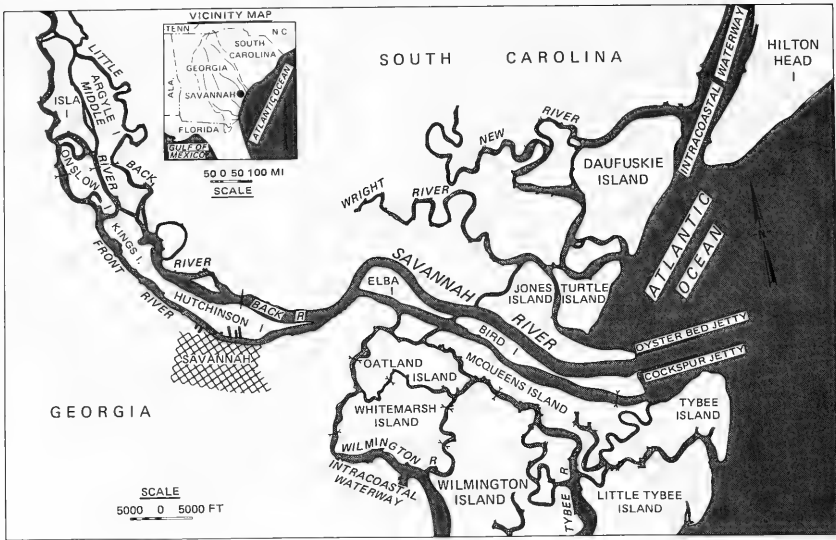 VICINITY MAP
TENN
N C
SOUTH
CAROLINA
GEORGIA
ALA.
SAVANNAH
ATLANTIC OCEAN
FLORIDA
GULF OF
MEXICO
50 0 50 100 MI
SCALE
SOUTH CAROLINA
HILTON
HEAD
I
INTRACOASTAL WATERWAY
LITTLE
BACK
RIVER
ARGYLE
I
MIDDLE
RIVER
ISLA
I
ONSLOW I
KINGS I.
FRONT
RIVER
HUTCHINSON I
BACK R
SAVANNAH
NEW
RIVER
WRIGHT
RIVER
DAUFUSKIE
ISLAND
ATLANTIC
OCEAN
N
SAVANNAH
RIVER
ELBA
I
JONES
ISLAND
TURTLE
ISLAND
BIRD I
OYSTER BED JETTY
COCKSPUR JETTY
OATLAND
ISLAND
MCQUEENS ISLAND
TYBEE
ISLAND
WHITEMARSH
ISLAND
WILMINGTON R
INTRACOASTAL
WATERWAY
WILMINGTON
ISLAND
TYBEE R
LITTLE TYBEE
ISLAND
GEORGIA
SCALE
5000 0 5000 FT